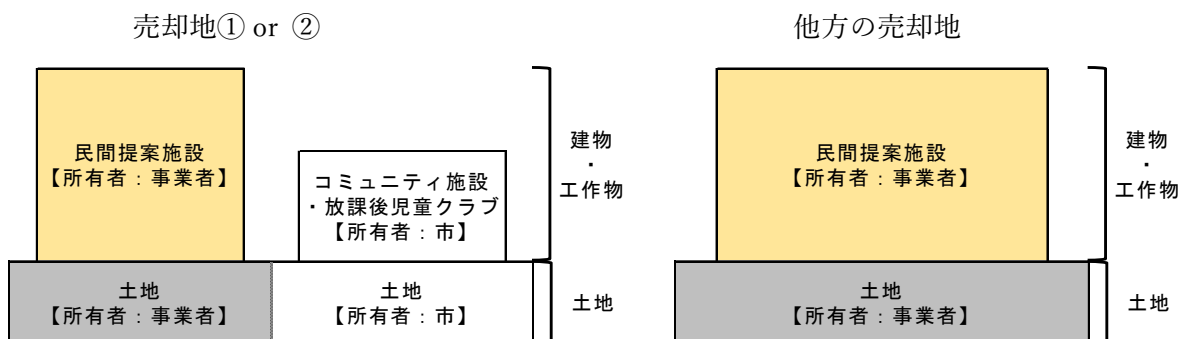 売却地① or ②
民間提案施設
【所有者：事業者】
コミュニティ施設
・放課後児童クラブ
【所有者：市】
建物
・
工作物
土地
【所有者：事業者】
土地
【所有者：市】
土地
他方の売却地
民間提案施設
【所有者：事業者】
建物
・
工作物
土地
【所有者：事業者】
土地